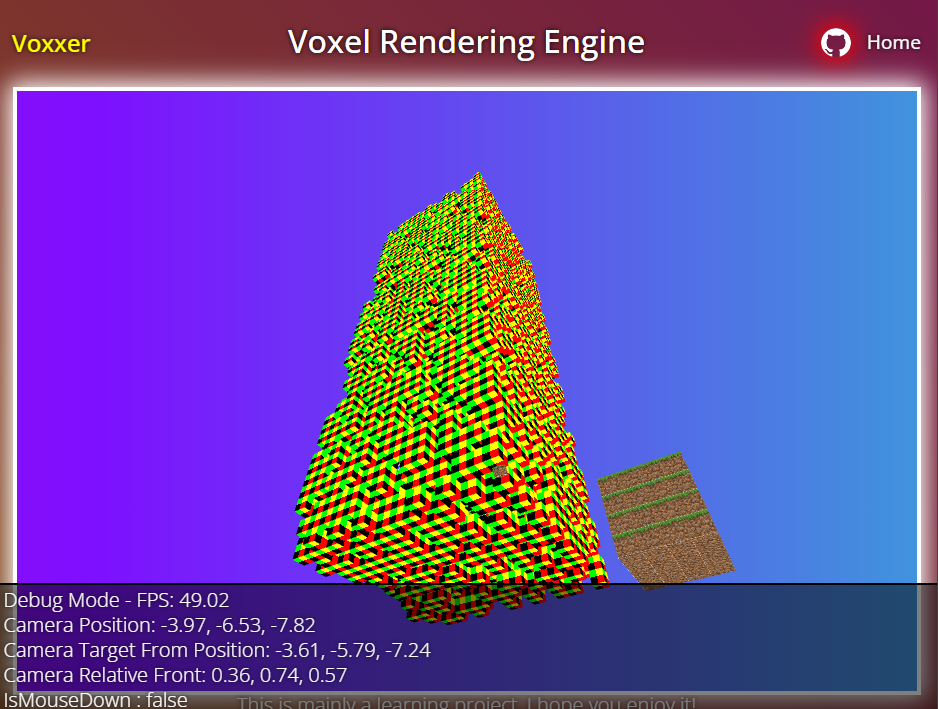 Voxxer
Voxel Rendering Engine
Home
Debug Mode - FPS: 49.02
Camera Position: -3.97, -6.53, -7.82
Camera Target From Position: -3.61, -5.79, -7.24
Camera Relative Front: 0.36, 0.74, 0.57
IsMouseDown : false
This is mainly a learning project, I hope you enjoy it!